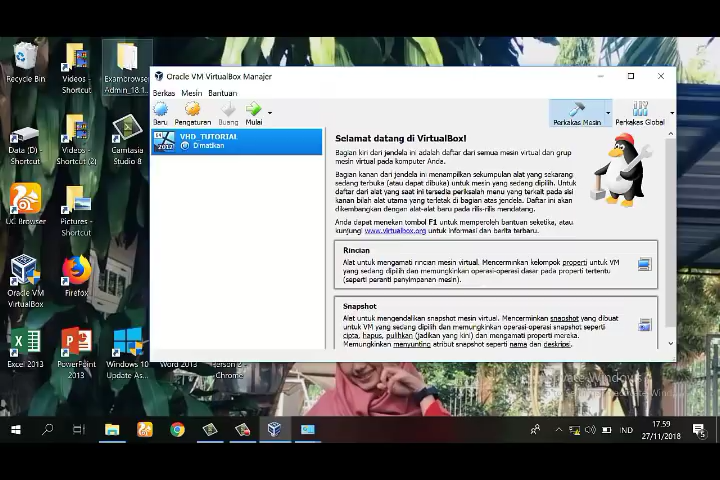 Recycle Bin
Videos - Shortcut
Exambrowser Admin_18.1...
Data (D) - Shortcut
Videos - Shortcut (2)
Camtasia Studio 8
UC Browser
Pictures - Shortcut
Oracle VM VirtualBox
Firefox
Excel 2013
PowerPoint 2013
Windows 10 Update As...
Word 2013
Chrome
Oracle VM VirtualBox Manajer
Berkas Mesin Bantuan
Baru Pengaturan Buang Mulai
Perkakas Mesin Perkakas Global
VHD_TUTORIAL
Dimatikan
2012
Selamat datang di VirtualBox!
Bagian kiri dari jendela ini adalah daftar dari semua mesin virtual dan grup
mesin virtual pada komputer Anda.
Bagian kanan dari jendela ini menampilkan sekumpulan alat yang sekarang
sedang terbuka (atau dapat dibuka) untuk mesin yang sedang dipilih. Untuk
daftar dari alat yang saat ini tersedia periksalah menu yang terkait pada sisi
kanan bilah alat utama yang terletak di bagian atas jendela. Daftar ini akan
dikembangkan dengan alat-alat baru pada rilis-rilis mendatang.
Anda dapat menekan tombol F1 untuk memperoleh bantuan seketika, atau
kunjungi www.virtualbox.org untuk informasi dan berita terbaru.
Rincian
Alat untuk mengamati rincian mesin virtual. Mencerminkan kelompok properti untuk VM
yang sedang dipilih dan memungkinkan operasi-operasi dasar pada properti tertentu
(seperti peranti penyimpanan mesin).
Snapshot
Alat untuk mengandalikan snapshot mesin virtual. Mencerminkan snapshot yang dibuat
untuk VM yang sedang dipilih dan memungkinkan operasi-operasi snapshot seperti
cipta, hapus, pulihkan (jadikan yang kini) dan mengamati properti mereka.
Memungkinkan menyunting atribut snapshot seperti nama dan deskripsi.
IND
17.59
27/11/2018
5